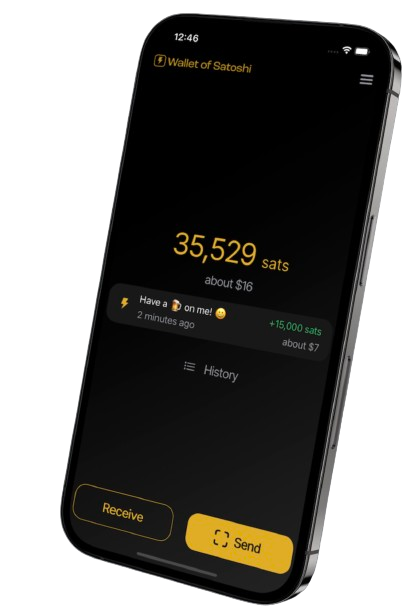 12:46
Wallet of Satoshi
35,529 sats
about $16
Have a 🍺 on me! 😀
+15,000 sats
2 minutes ago
about $7
History
Receive
Send